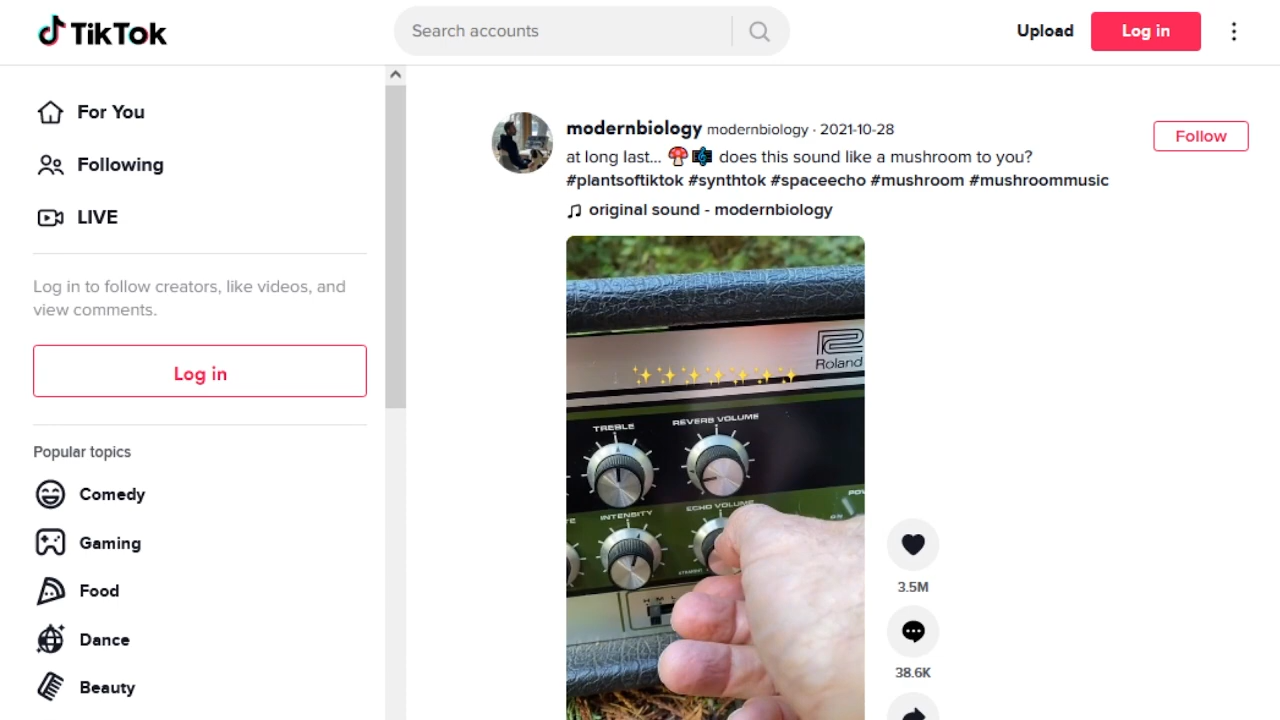 TikTok
Search accounts
Upload
Log in
For You
Following
LIVE
Log in to follow creators, like videos, and
view comments.
Log in
Popular topics
Comedy
Gaming
Food
Dance
Beauty
modernbiology modernbiology · 2021-10-28
Follow
at long last... 🍄🎼 does this sound like a mushroom to you?
#plantsoftiktok #synthtok #spaceecho #mushroom #mushroommusic
original sound - modernbiology
Roland
TREBLE
REVERB VOLUME
INTENSITY
ECHO VOLUME
H M L
3.5M
38.6K